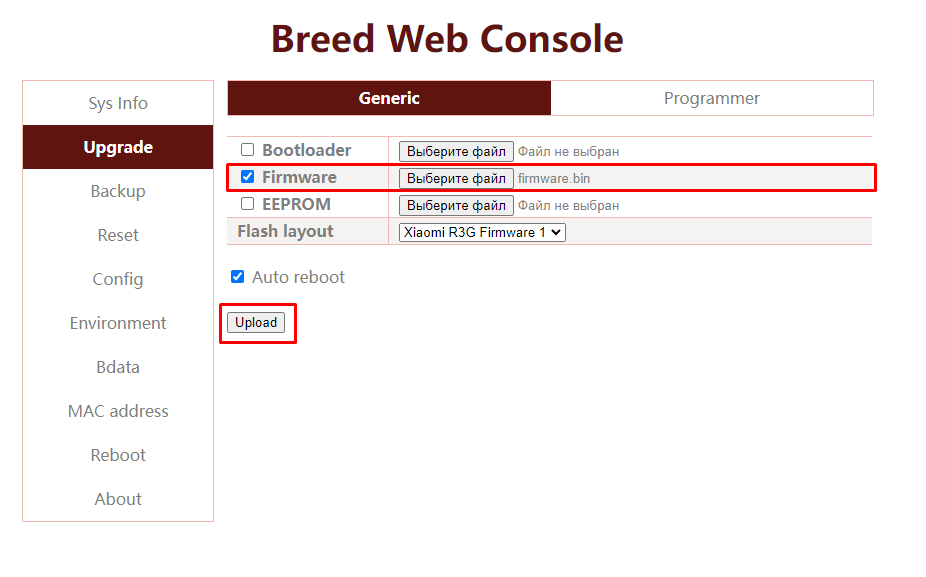 Breed Web Console
Sys Info
Upgrade
Backup
Reset
Config
Environment
Bdata
MAC address
Reboot
About
Generic Programmer
Bootloader Выберите файл Файл не выбран
Firmware Выберите файл firmware.bin
EEPROM Выберите файл Файл не выбран
Flash layout Xiaomi R3G Firmware 1
Auto reboot
Upload